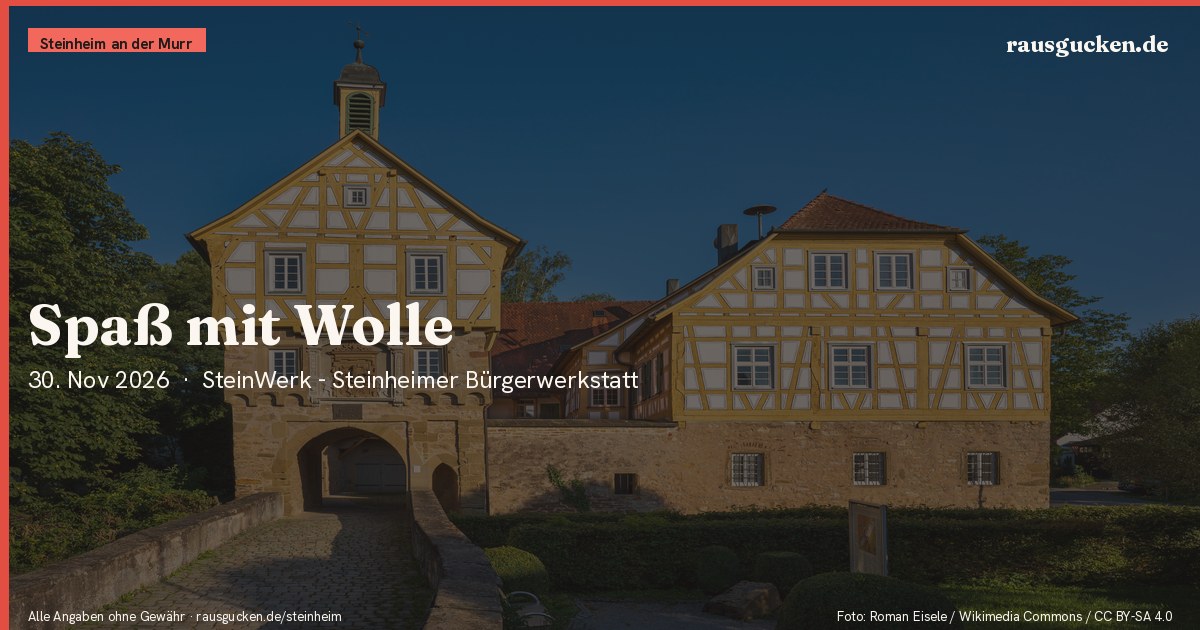 Steinheim an der Murr
rausgucken.de
Spaß mit Wolle
30. Nov 2026 · SteinWerk - Steinheimer Bürgerwerkstatt
Alle Angaben ohne Gewähr · rausgucken.de/steinheim
Foto: Roman Eisele / Wikimedia Commons / CC BY-SA 4.0